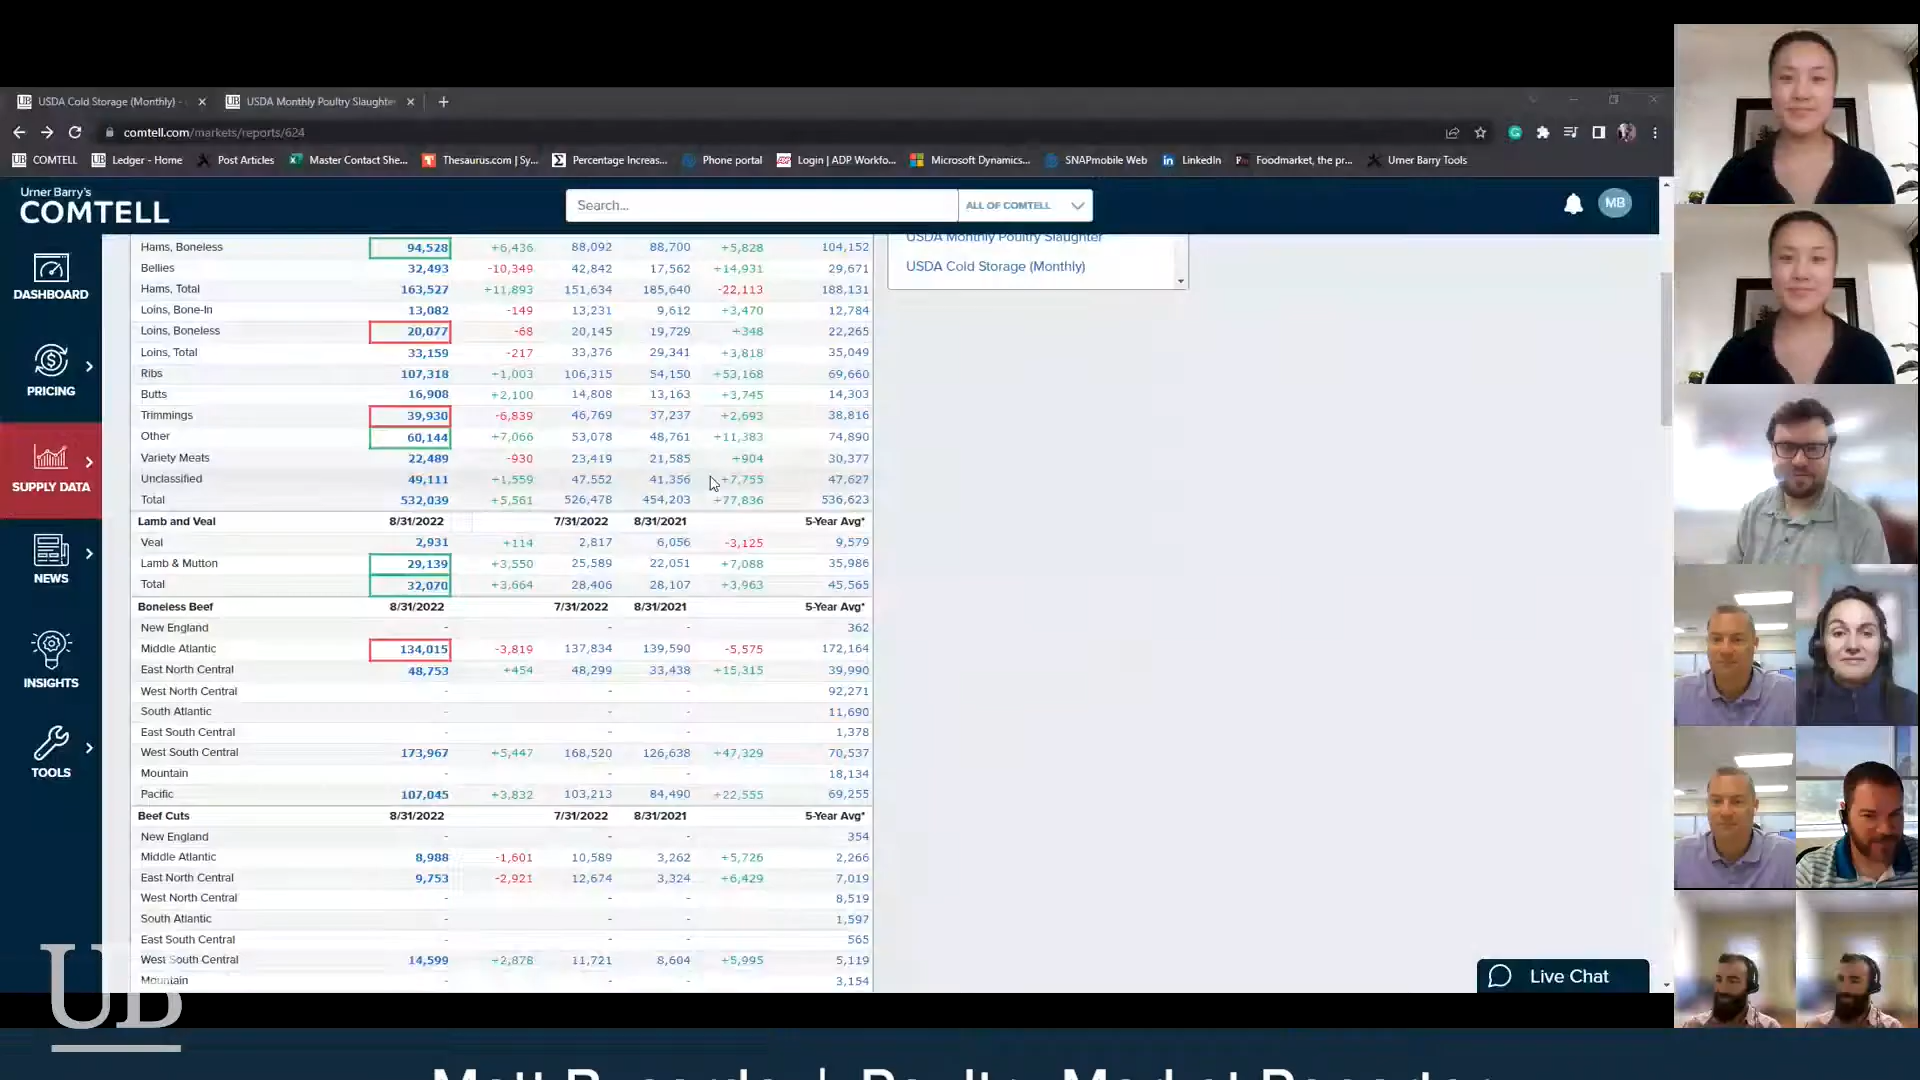 USDA Cold Storage (Monthly) -
USDA Monthly Poultry Slaughter
comtell.com/markets/reports/624
COMTELL Ledger - Home Post Articles Master Contact She... Thesaurus.com | Sy... Percentage Increas... Phone portal Login | ADP Workfo... Microsoft Dynamics... SNAPmobile Web LinkedIn Foodmarket, the pr... Urner Barry Tools
Urner Barry's
COMTELL
Search...
ALL OF COMTELL
MB
DASHBOARD
PRICING
SUPPLY DATA
NEWS
INSIGHTS
TOOLS
Hams, Boneless 94,528 +6,436 88,092 88,700 +5,828 104,152
Bellies 32,493 -10,349 42,842 17,562 +14,931 29,671
Hams, Total 163,527 +11,893 151,634 185,640 -22,113 188,131
Loins, Bone-In 13,082 -149 13,231 9,612 +3,470 12,784
Loins, Boneless 20,077 -68 20,145 19,729 +348 22,265
Loins, Total 33,159 -217 33,376 29,341 +3,818 35,049
Ribs 107,318 +1,003 106,315 54,150 +53,168 69,660
Butts 16,908 +2,100 14,808 13,163 +3,745 14,303
Trimmings 39,930 -6,839 46,769 37,237 +2,693 38,816
Other 60,144 +7,066 53,078 48,761 +11,383 74,890
Variety Meats 22,489 -930 23,419 21,585 +904 30,377
Unclassified 49,111 +1,559 47,552 41,356 +7,755 47,627
Total 532,039 +5,561 526,478 454,203 +77,836 536,623
Lamb and Veal 8/31/2022 7/31/2022 8/31/2021 5-Year Avg*
Veal 2,931 +114 2,817 6,056 -3,125 9,579
Lamb & Mutton 29,139 +3,550 25,589 22,051 +7,088 35,986
Total 32,070 +3,664 28,406 28,107 +3,963 45,565
Boneless Beef 8/31/2022 7/31/2022 8/31/2021 5-Year Avg*
New England - - - 362
Middle Atlantic 134,015 -3,819 137,834 139,590 -5,575 172,164
East North Central 48,753 +454 48,299 33,438 +15,315 39,990
West North Central - - - 92,271
South Atlantic - - - 11,690
East South Central - - - 1,378
West South Central 173,967 +5,447 168,520 126,638 +47,329 70,537
Mountain - - - 18,134
Pacific 107,045 +3,832 103,213 84,490 +22,555 69,255
Beef Cuts 8/31/2022 7/31/2022 8/31/2021 5-Year Avg*
New England - - - 354
Middle Atlantic 8,988 -1,601 10,589 3,262 +5,726 2,266
East North Central 9,753 -2,921 12,674 3,324 +6,429 7,019
West North Central - - - 8,519
South Atlantic - - - 1,597
East South Central - - - 565
West South Central 14,599 +2,878 11,721 8,604 +5,995 5,119
Mountain 3,154
USDA Monthly Poultry Slaughter
USDA Cold Storage (Monthly)
Live Chat
UB